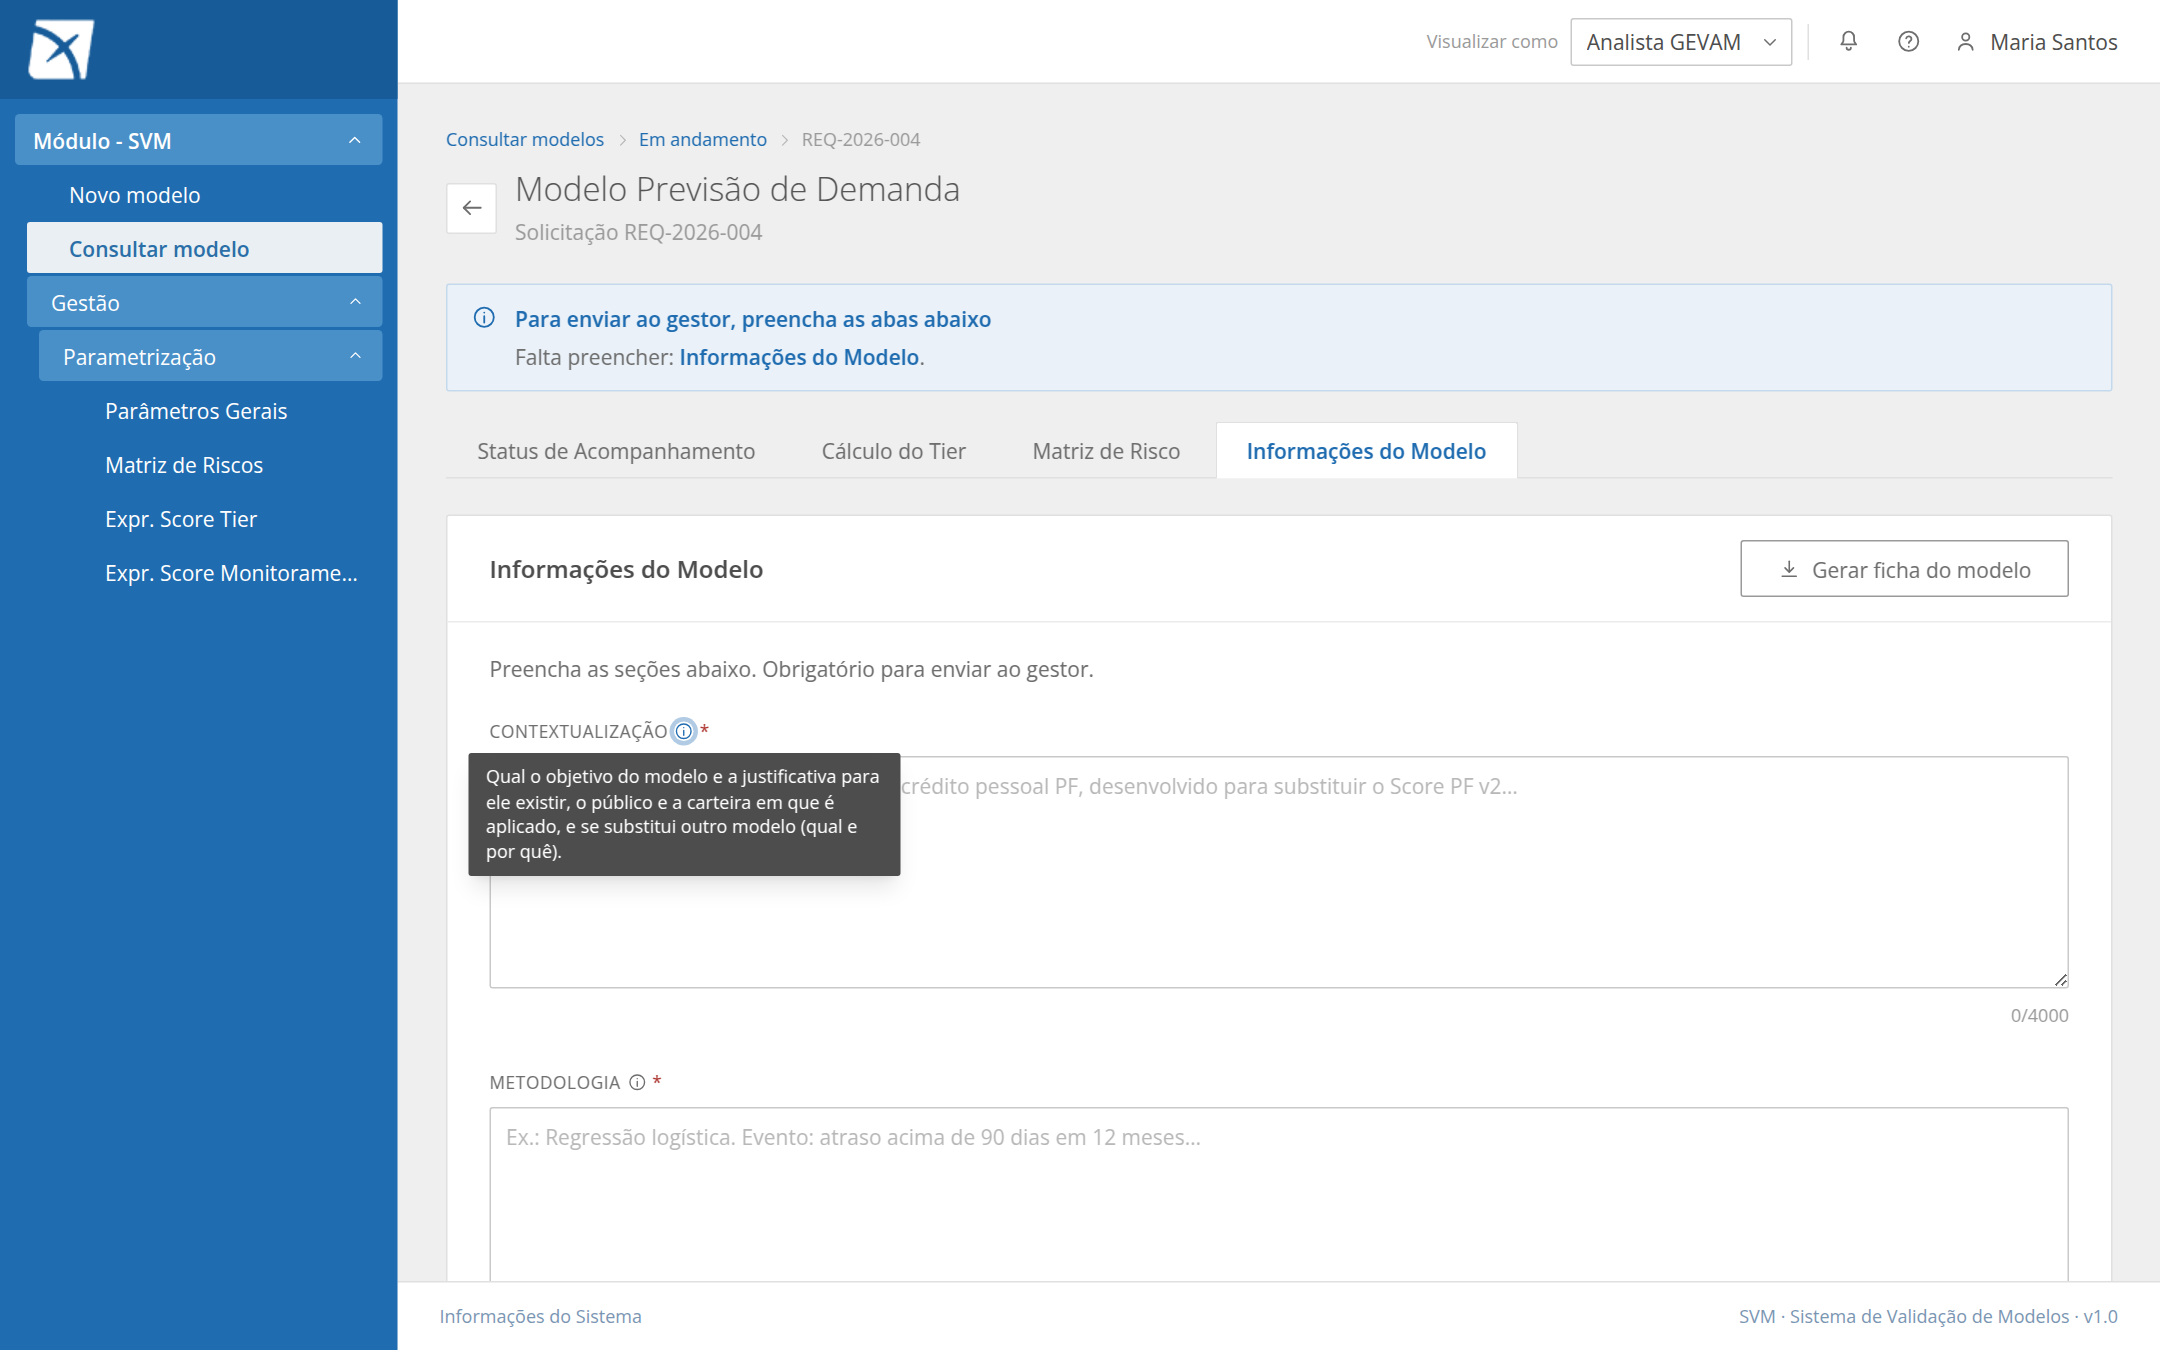 Visualizar como
Analista GEVAM
Maria Santos
Módulo - SVM
Novo modelo
Consultar modelo
Gestão
Parametrização
Parâmetros Gerais
Matriz de Riscos
Expr. Score Tier
Expr. Score Monitorame...
Consultar modelos
Em andamento
REQ-2026-004
Modelo Previsão de Demanda
Solicitação REQ-2026-004
Para enviar ao gestor, preencha as abas abaixo
Falta preencher: Informações do Modelo.
Status de Acompanhamento
Cálculo do Tier
Matriz de Risco
Informações do Modelo
Informações do Modelo
Gerar ficha do modelo
Preencha as seções abaixo. Obrigatório para enviar ao gestor.
CONTEXTUALIZAÇÃO *
Qual o objetivo do modelo e a justificativa para
ele existir, o público e a carteira em que é
aplicado, e se substitui outro modelo (qual e
por quê).
crédito pessoal PF, desenvolvido para substituir o Score PF v2...
0/4000
METODOLOGIA *
Ex.: Regressão logística. Evento: atraso acima de 90 dias em 12 meses...
Informações do Sistema
SVM · Sistema de Validação de Modelos · v1.0